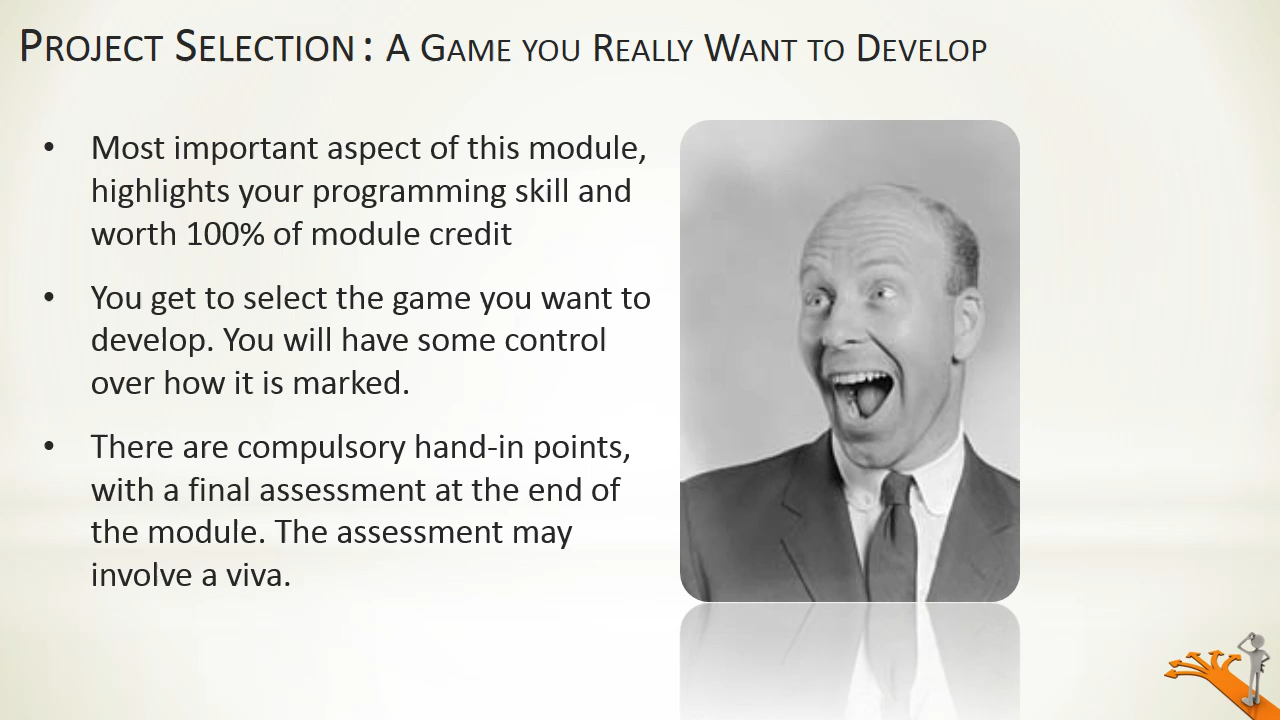 Project Selection : A Game you Really Want to Develop
• Most important aspect of this module,
highlights your programming skill and
worth 100% of module credit
• You get to select the game you want to
develop. You will have some control
over how it is marked.
• There are compulsory hand-in points,
with a final assessment at the end of
the module. The assessment may
involve a viva.